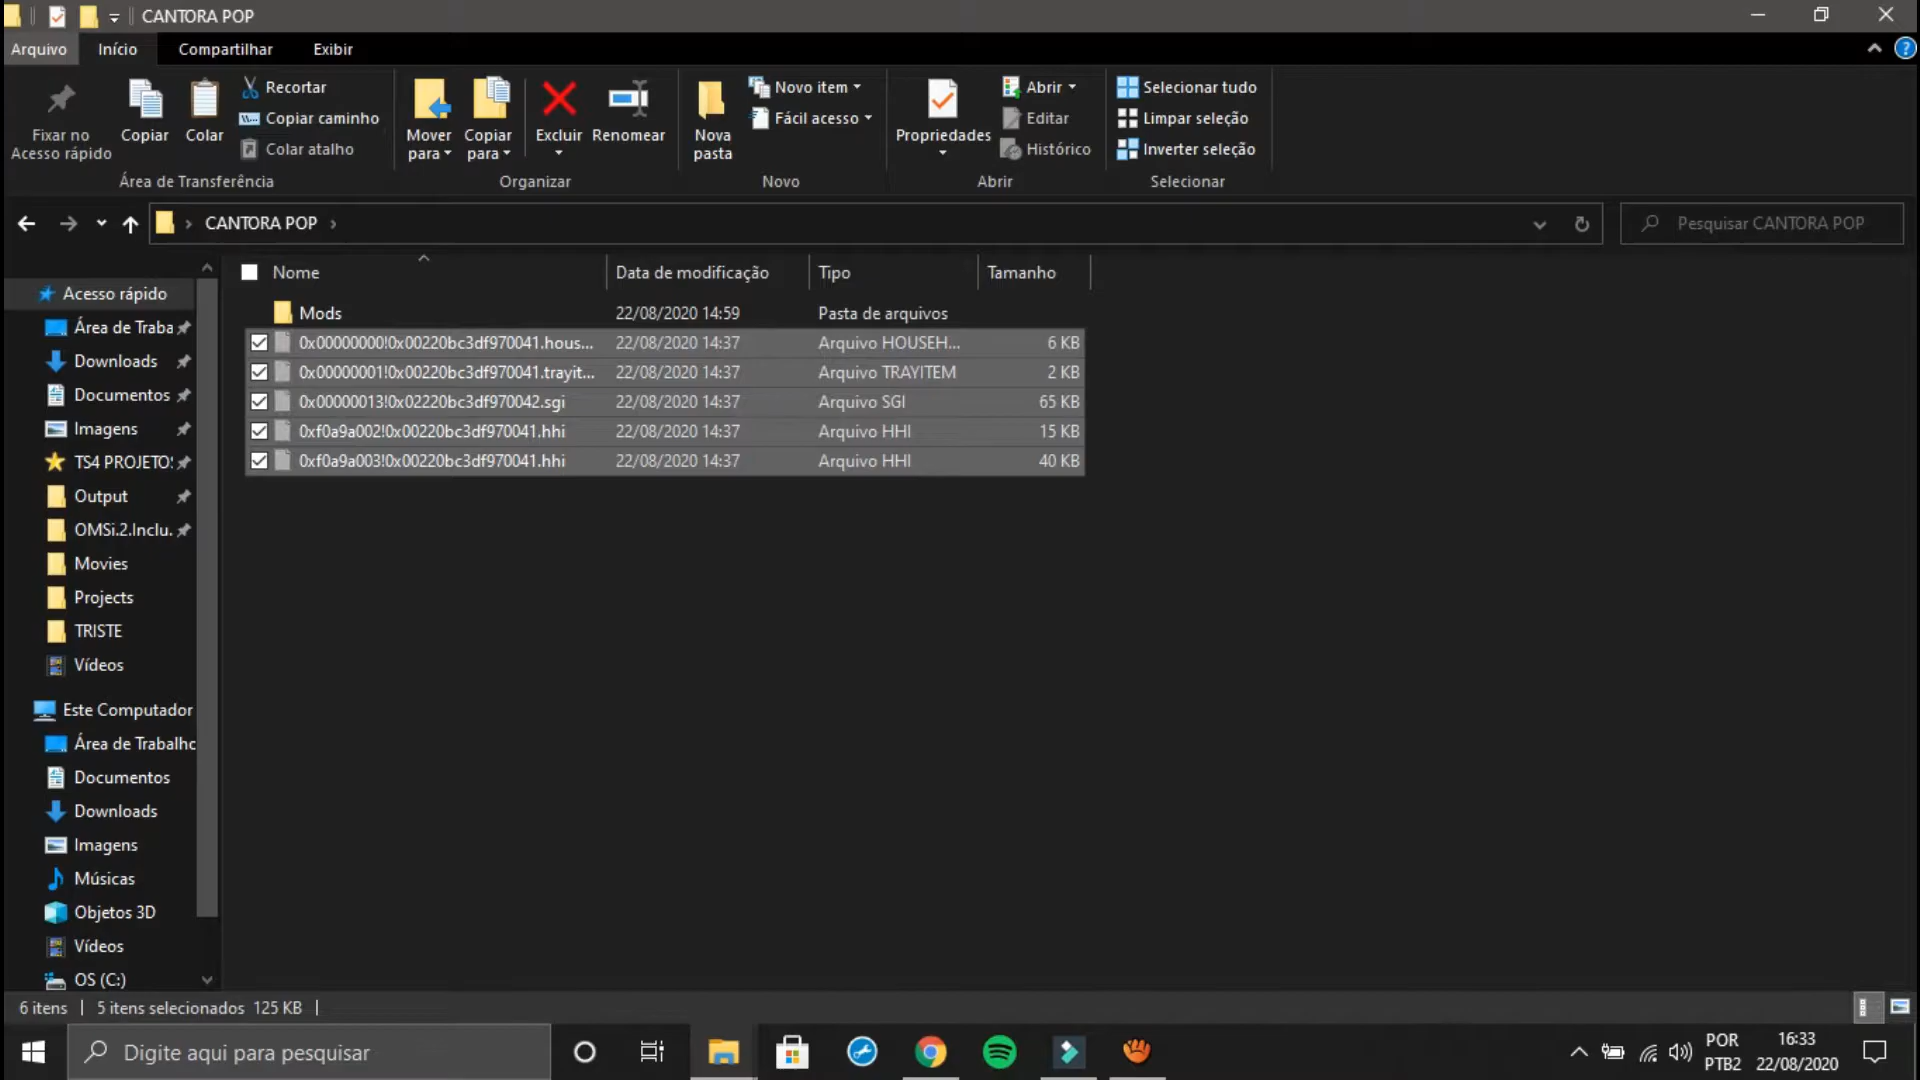 CANTORA POP
Arquivo
Início
Compartilhar
Exibir
Fixar no
Acesso rápido
Copiar
Colar
Recortar
Copiar caminho
Colar atalho
Área de Transferência
Mover
para
Copiar
para
Excluir
Renomear
Organizar
Nova
pasta
Novo item
Fácil acesso
Novo
Propriedades
Abrir
Editar
Histórico
Abrir
Selecionar tudo
Limpar seleção
Inverter seleção
Selecionar
CANTORA POP
Pesquisar CANTORA POP
Nome Data de modificação Tipo Tamanho
Mods 22/08/2020 14:59 Pasta de arquivos
0x00000000!0x00220bc3df970041.hous... 22/08/2020 14:37 Arquivo HOUSEH... 6 KB
0x00000001!0x00220bc3df970041.trayit... 22/08/2020 14:37 Arquivo TRAYITEM 2 KB
0x00000013!0x02220bc3df970042.sgi 22/08/2020 14:37 Arquivo SGI 65 KB
0xf0a9a002!0x00220bc3df970041.hhi 22/08/2020 14:37 Arquivo HHI 15 KB
0xf0a9a003!0x00220bc3df970041.hhi 22/08/2020 14:37 Arquivo HHI 40 KB
Acesso rápido
Área de Traba
Downloads
Documentos
Imagens
TS4 PROJETO:
Output
OMSi.2.Inclu.
Movies
Projects
TRISTE
Vídeos
Este Computador
Área de Trabalho
Documentos
Downloads
Imagens
Músicas
Objetos 3D
Vídeos
OS (C:)
6 itens 5 itens selecionados 125 KB
Digite aqui para pesquisar
POR
PTB2
16:33
22/08/2020